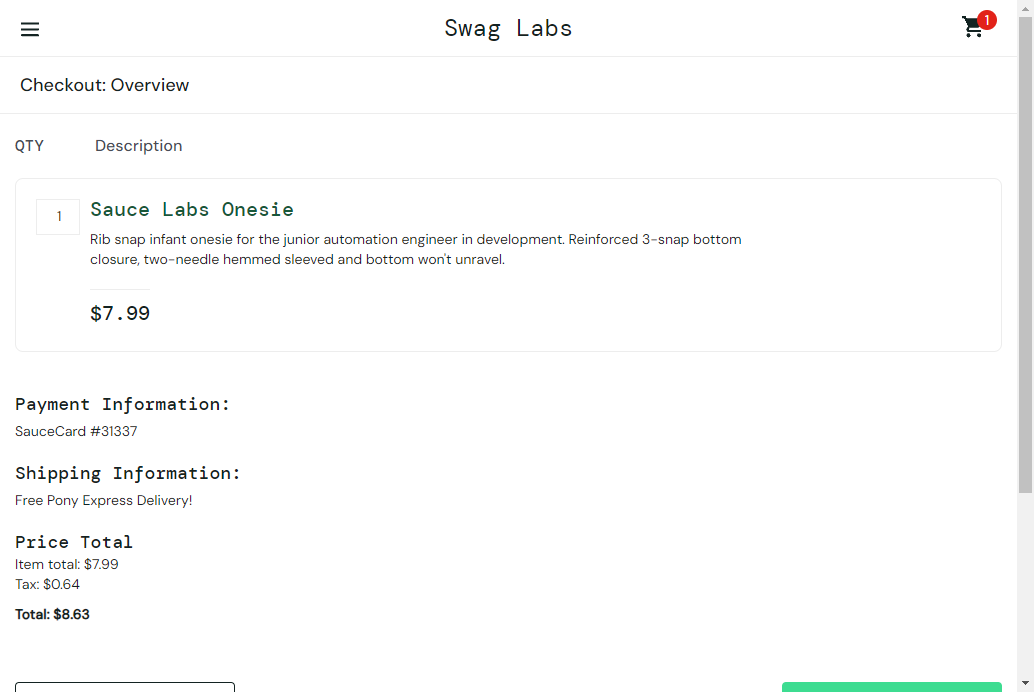 Swag Labs
1
Checkout: Overview
QTY Description
1
Sauce Labs Onesie
Rib snap infant onesie for the junior automation engineer in development. Reinforced 3-snap bottom
closure, two-needle hemmed sleeved and bottom won't unravel.
$7.99
Payment Information:
SauceCard #31337
Shipping Information:
Free Pony Express Delivery!
Price Total
Item total: $7.99
Tax: $0.64
Total: $8.63